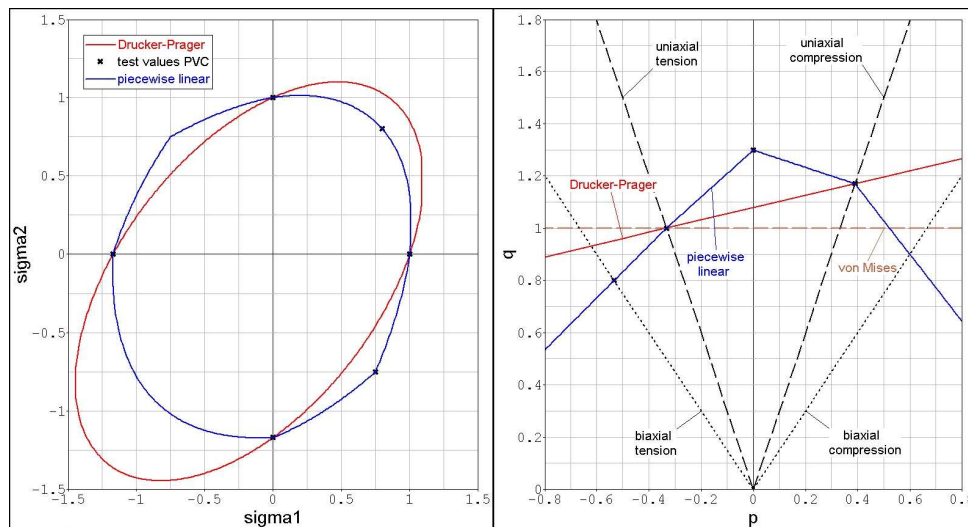 1.5
1
0.5
0
-0.5
-1
-1.5
sigma2
Drucker-Prager
test values PVC
piecewise linear
-1.5
-1
-0.5
0
0.5
1
1.5
sigma1
1.8
1.6
1.4
1.2
1
0.8
0.6
0.4
0.2
0
q
uniaxial
tension
uniaxial
compression
Drucker-Prager
piecewise
linear
von Mises
biaxial
tension
biaxial
compression
-0.8
-0.6
-0.4
-0.2
0
0.2
0.4
0.6
0.8
p